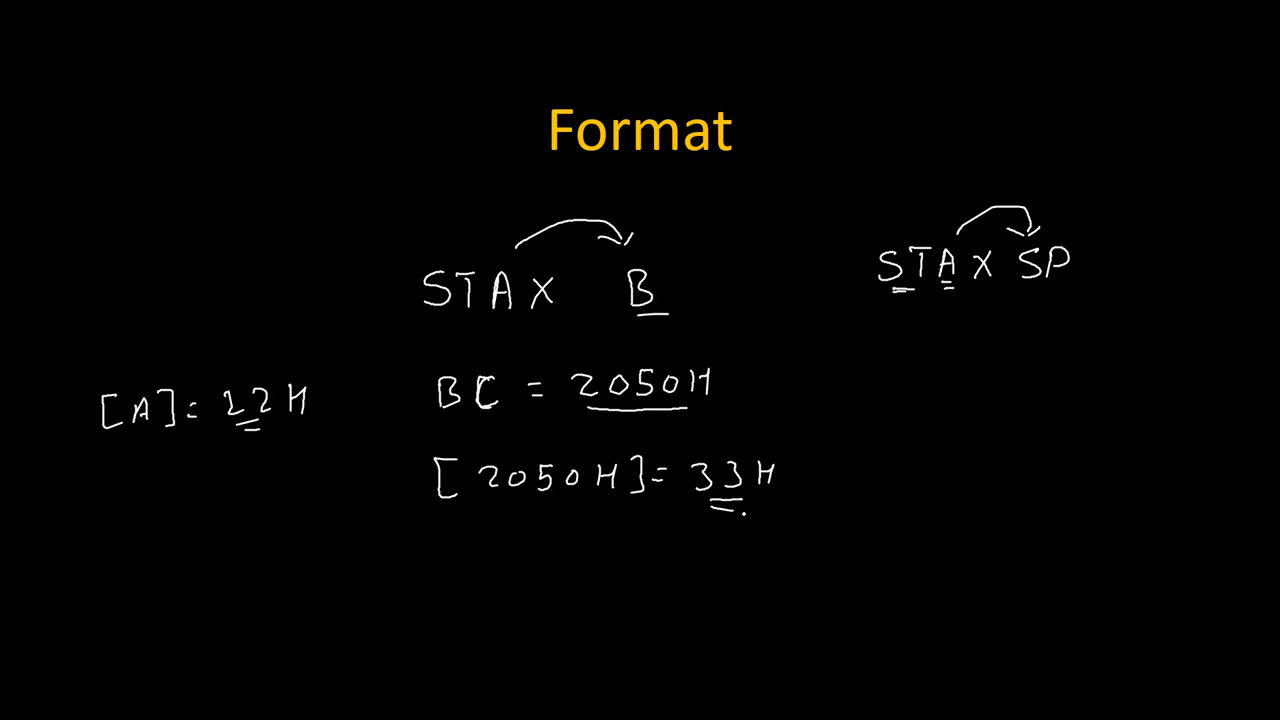 Format
STAX B
STAX SP
[A] = 22H
BC = 2050H
[2050H] = 33H